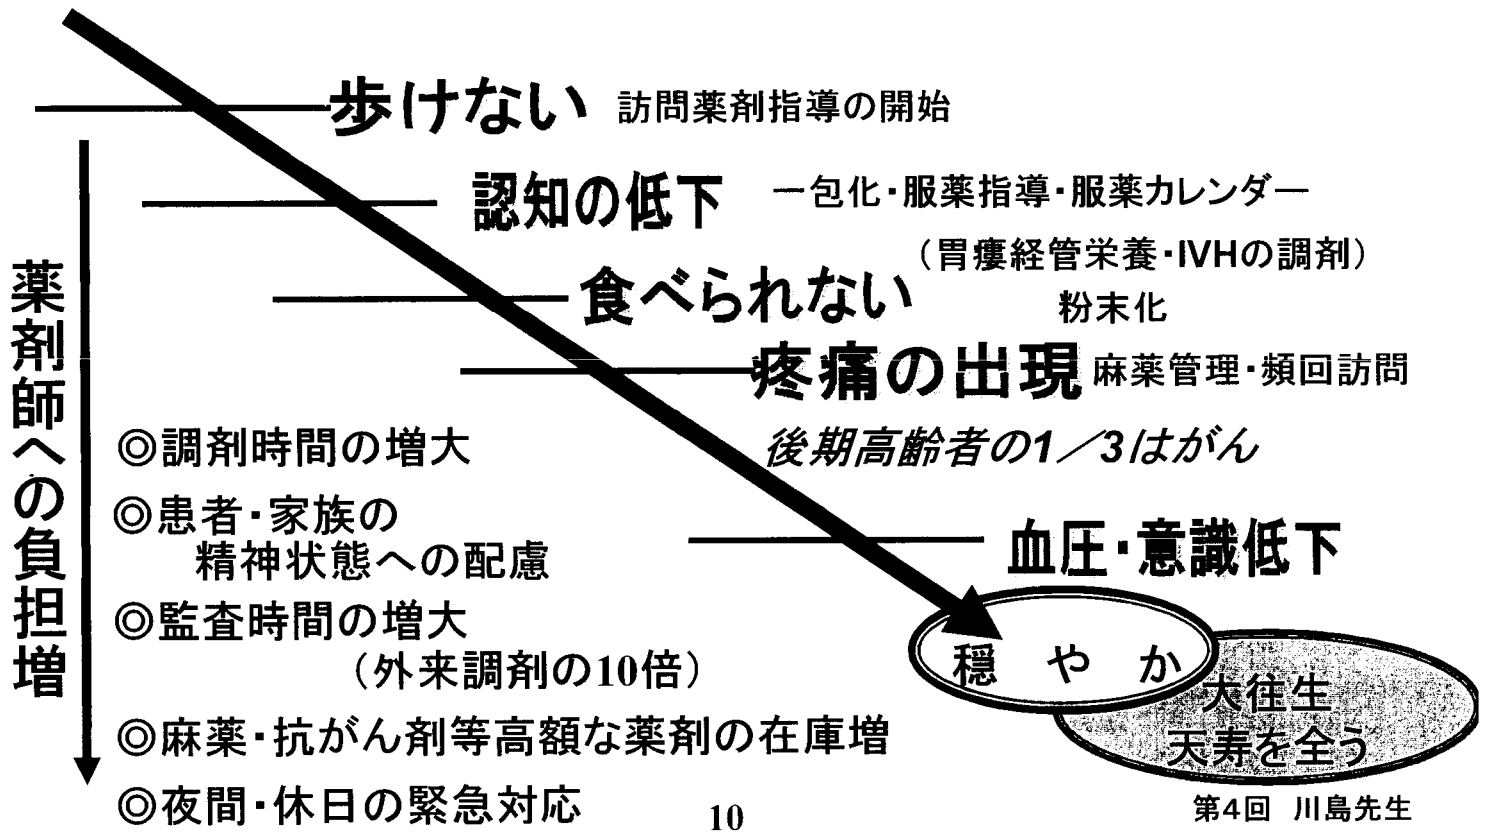 歩けない 訪問薬剤指導の開始
認知の低下 一包化・服薬指導・服薬カレンダー
(胃瘻経管栄養・IVHの調剤)
食べられない 粉末化
疼痛の出現 麻薬管理・頻回訪問
後期高齢者の1/3はがん
血圧・意識低下
穏やか
大往生
天寿を全う
薬剤師への負担増
◎調剤時間の増大
◎患者・家族の
精神状態への配慮
◎監査時間の増大
(外来調剤の10倍)
◎麻薬・抗がん剤等高額な薬剤の在庫増
◎夜間・休日の緊急対応
10
第4回 川島先生